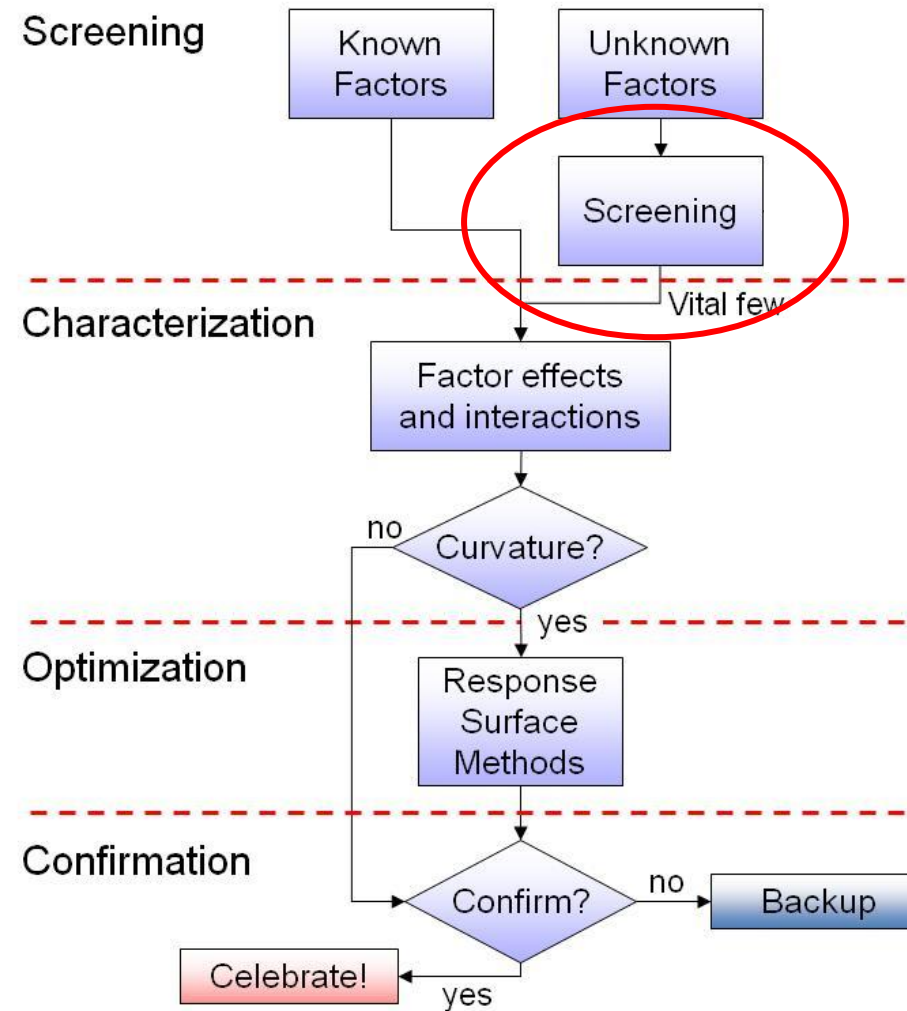 Screening
Known
Factors
Unknown
Factors
Screening
Vital few
Characterization
Factor effects
and interactions
no
Curvature?
yes
Optimization
Response
Surface
Methods
Confirmation
Confirm?
no
Backup
Celebrate!
yes